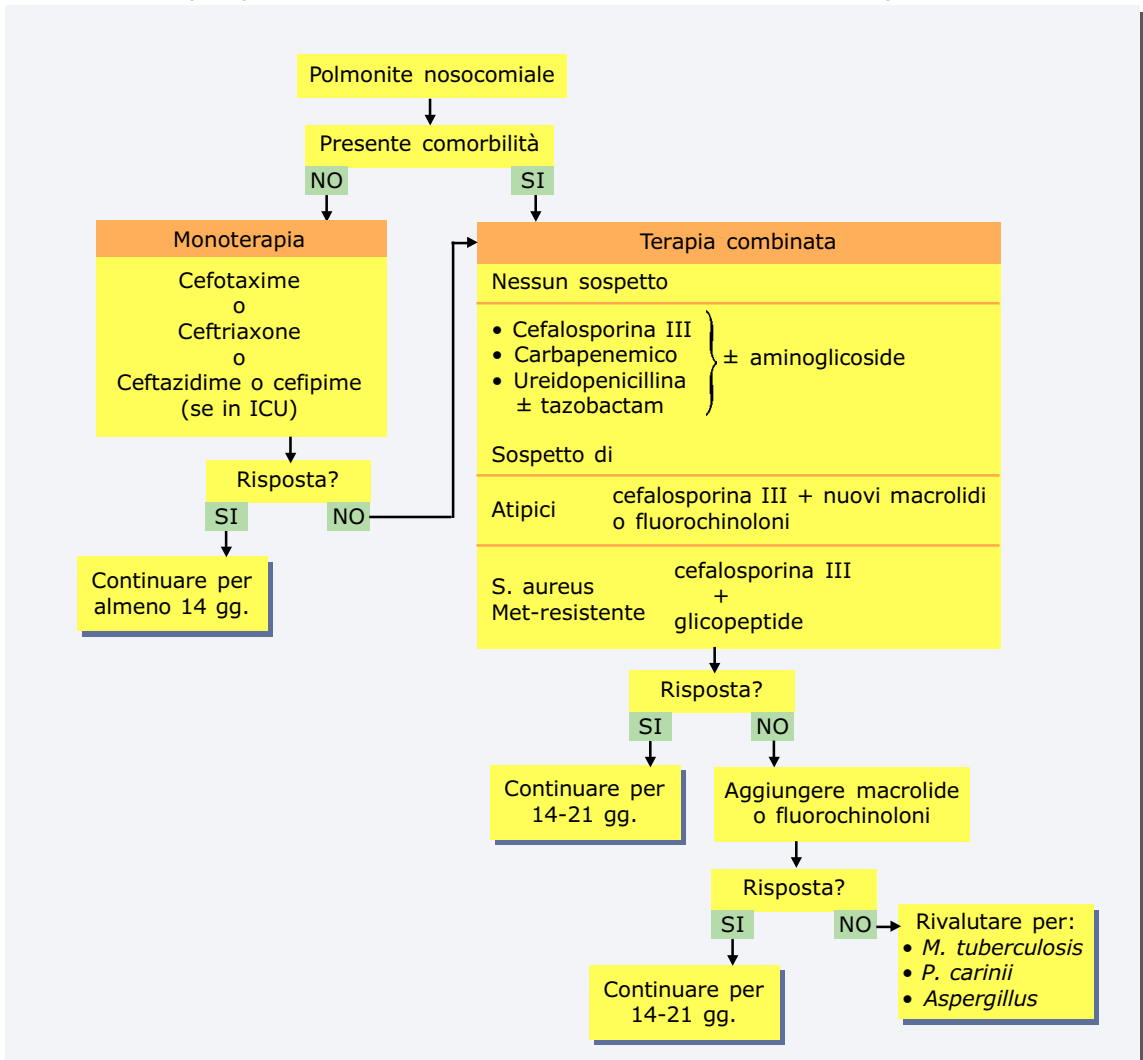 Polmonite nosocomiale
Presente comorbilità
NO
SI
Monoterapia
Cefotaxime
o
Ceftriaxone
o
Ceftazidime o cefipime
(se in ICU)
Risposta?
SI
NO
Continuare per
almeno 14 gg.
Terapia combinata
Nessun sospetto
• Cefalosporina III
• Carbapenemico
• Ureidopenicillina
± tazobactam
± aminoglicoside
Sospetto di
Atipici
cefalosporina III + nuovi macrolidi
o fluorochinoloni
S. aureus
Met-resistente
cefalosporina III
+
glicopeptide
Risposta?
SI
NO
Continuare per
14-21 gg.
Aggiungere macrolide
o fluorochinoloni
Risposta?
SI
NO
Continuare per
14-21 gg.
Rivalutare per:
• M. tuberculosis
• P. carinii
• Aspergillus